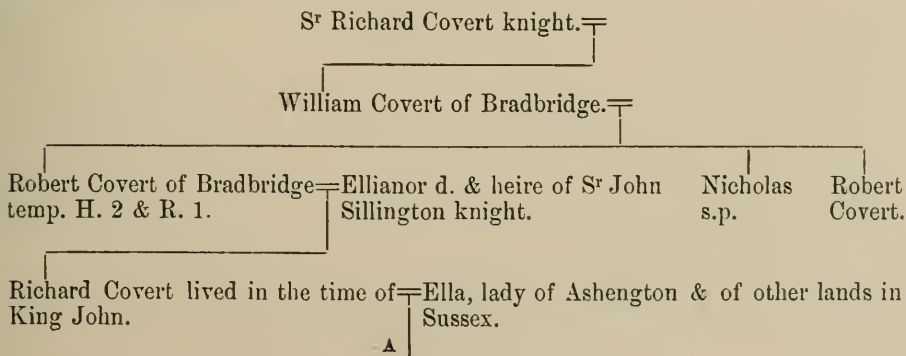 Sr Richard Covert knight.
William Covert of Bradbridge.
Robert Covert of Bradbridge Ellianor d. & heire of Sr John Nicholas Robert
temp. H. 2 & R. 1. Sillington knight. s.p. Covert.
Richard Covert lived in the time of Ella, lady of Ashengton & of other lands in
King John. Sussex.
A